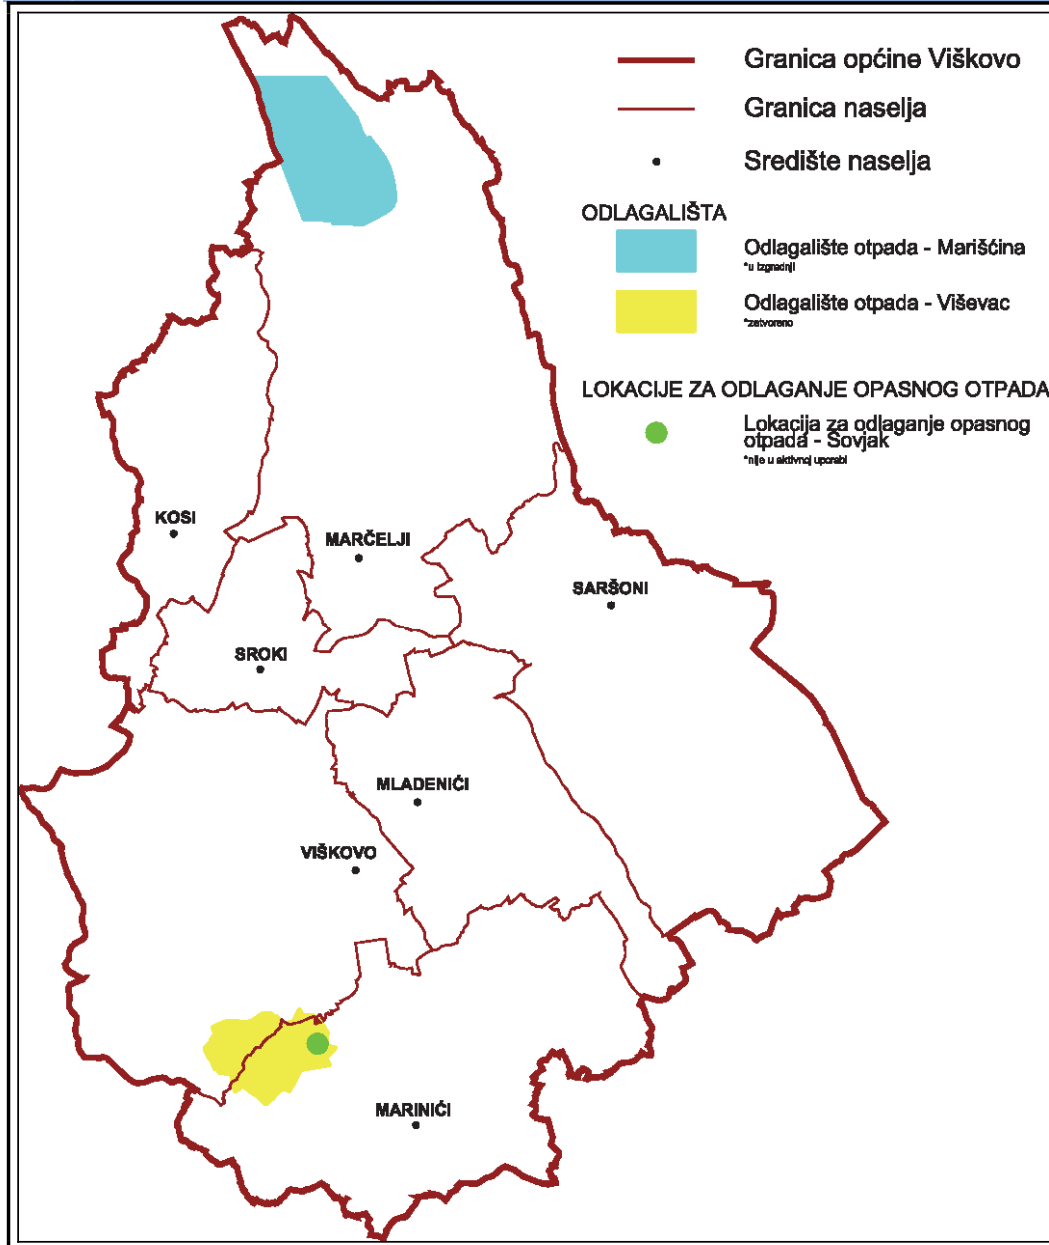 Granica općine Viškovo
Granica naselja
Središte naselja
ODLAGALIŠTA
Odlagalište otpada - Marišćina
*u izgradnji
Odlagalište otpada - Viševac
*zatvoreno
LOKACIJE ZA ODLAGANJE OPASNOG OTPADA
Lokacija za odlaganje opasnog
otpada - Sovjak
*nije u aktivnoj uporabi
KOSI
MARČELJI
SARŠONI
SROKI
MLADENIĆI
VIŠKOVO
MARINIĆI